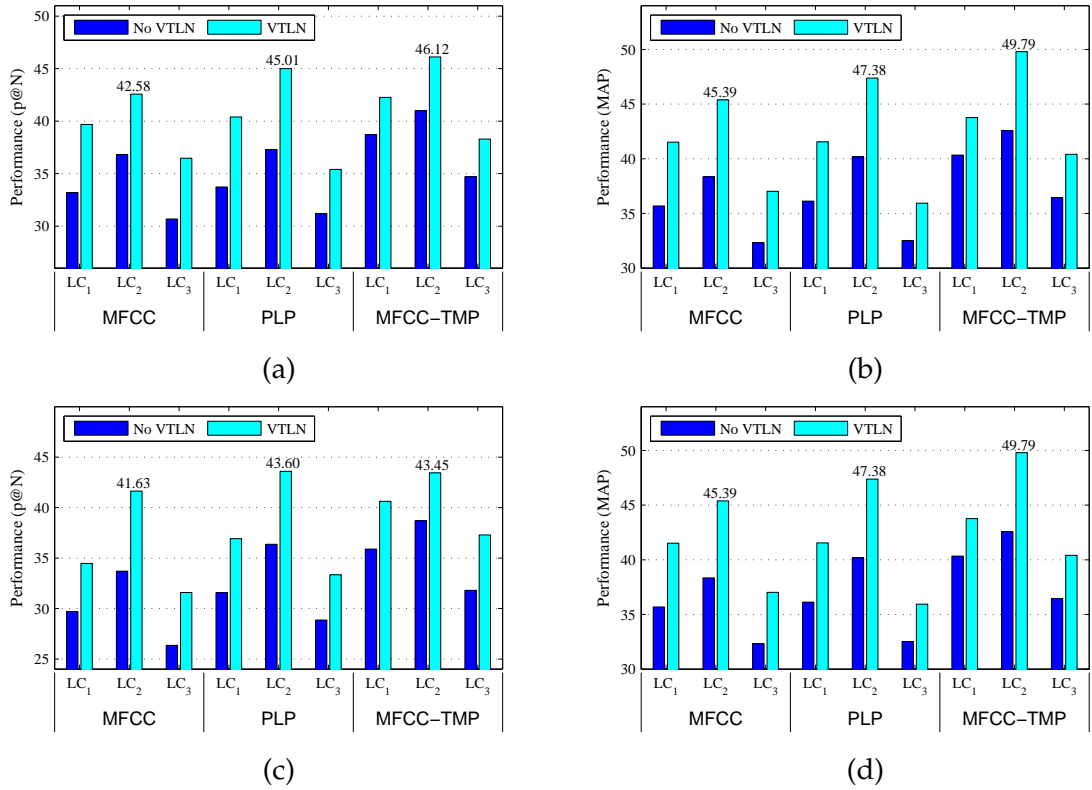 50
45
40
35
30
Performance (p@N)
No VTLN VTLN
42.58
45.01
46.12
LC1 LC2 LC3 LC1 LC2 LC3 LC1 LC2 LC3
MFCC PLP MFCC−TMP
(a)
50
45
40
35
30
Performance (MAP)
No VTLN VTLN
45.39
47.38
49.79
LC1 LC2 LC3 LC1 LC2 LC3 LC1 LC2 LC3
MFCC PLP MFCC−TMP
(b)
45
40
35
30
25
Performance (p@N)
No VTLN VTLN
41.63
43.60
43.45
LC1 LC2 LC3 LC1 LC2 LC3 LC1 LC2 LC3
MFCC PLP MFCC−TMP
(c)
50
45
40
35
30
Performance (MAP)
No VTLN VTLN
45.39
47.38
49.79
LC1 LC2 LC3 LC1 LC2 LC3 LC1 LC2 LC3
MFCC PLP MFCC−TMP
(d)